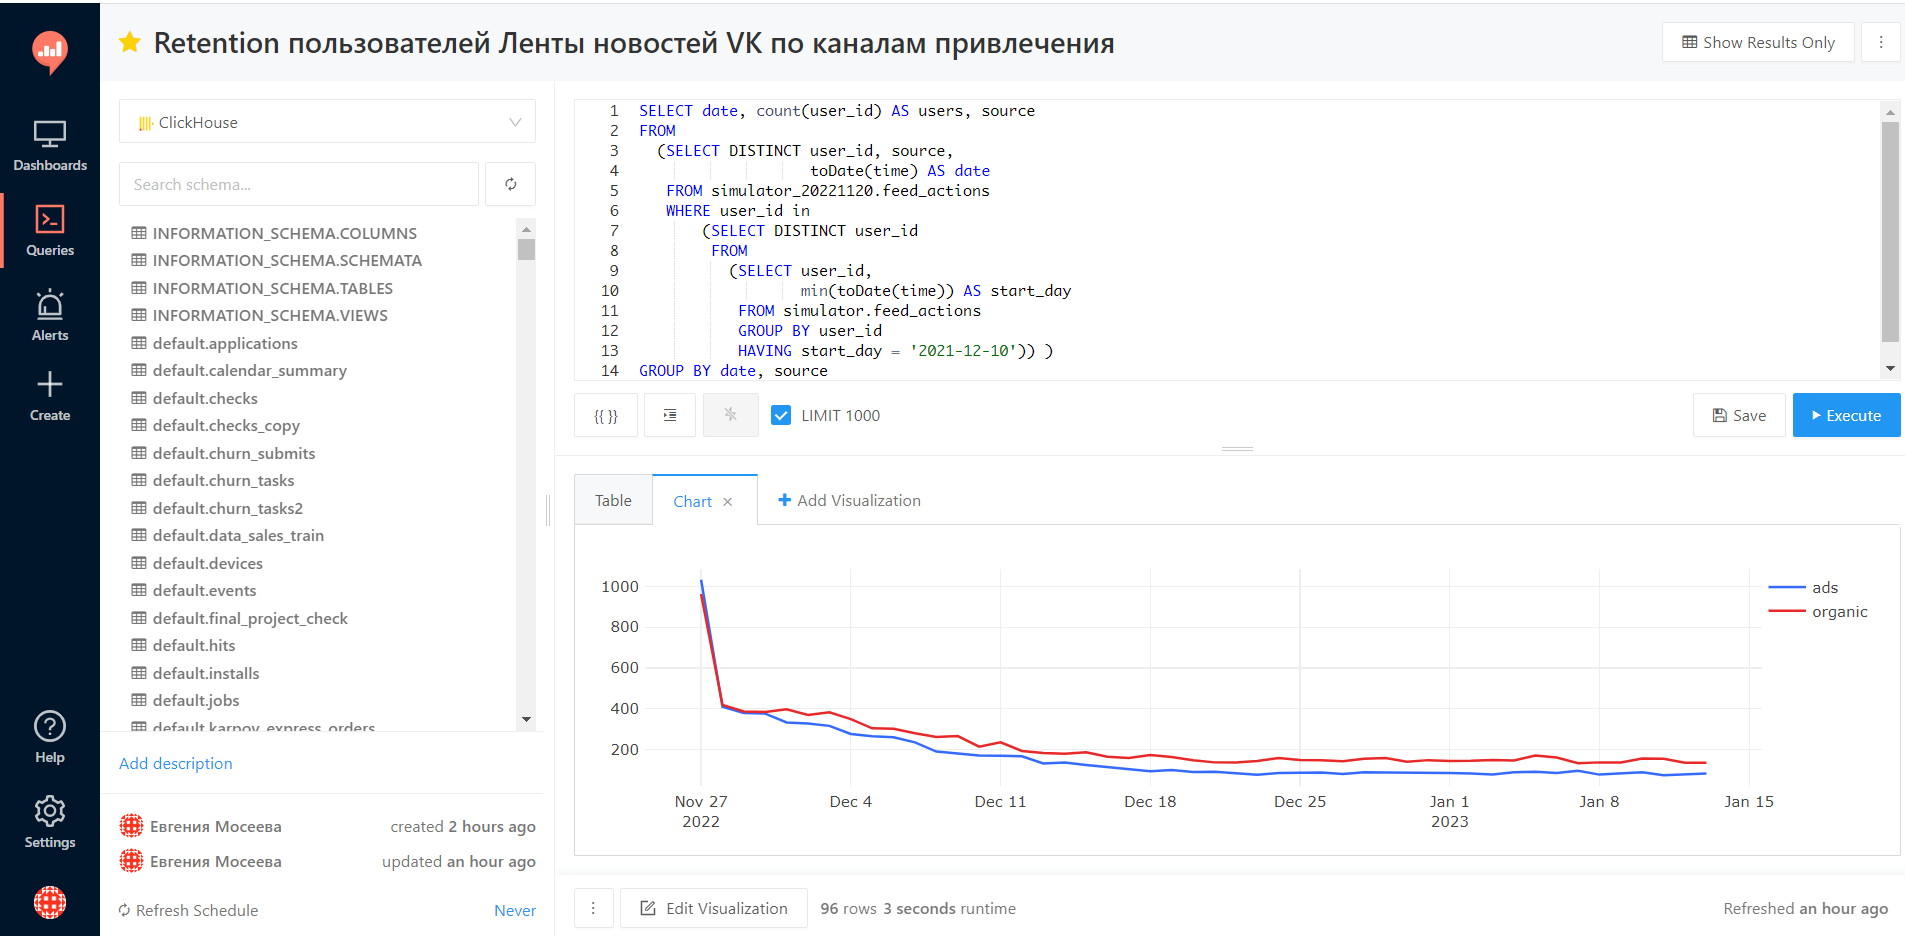 Retention пользователей Ленты новостей VK по каналам привлечения
Show Results Only
Dashboards
Queries
Alerts
Create
Help
Settings
ClickHouse
Search schema...
INFORMATION_SCHEMA.COLUMNS
INFORMATION_SCHEMA.SCHEMATA
INFORMATION_SCHEMA.TABLES
INFORMATION_SCHEMA.VIEWS
default.applications
default.calendar_summary
default.checks
default.checks_copy
default.churn_submits
default.churn_tasks
default.churn_tasks2
default.data_sales_train
default.devices
default.events
default.final_project_check
default.hits
default.installs
default.jobs
default.karpov_express_orders
Add description
Евгения Мосеева created 2 hours ago
Евгения Мосеева updated an hour ago
Refresh Schedule Never
1 SELECT date, count(user_id) AS users, source
2 FROM
3 (SELECT DISTINCT user_id, source,
4 toDate(time) AS date
5 FROM simulator_20221120.feed_actions
6 WHERE user_id in
7 (SELECT DISTINCT user_id
8 FROM
9 (SELECT user_id,
10 min(toDate(time)) AS start_day
11 FROM simulator.feed_actions
12 GROUP BY user_id
13 HAVING start_day = '2021-12-10')) )
14 GROUP BY date, source
{{ }} LIMIT 1000 Save Execute
Table Chart × Add Visualization
1000
800
600
400
200
Nov 27 Dec 4 Dec 11 Dec 18 Dec 25 Jan 1 Jan 8 Jan 15
2022 2023
ads
organic
Edit Visualization 96 rows 3 seconds runtime Refreshed an hour ago